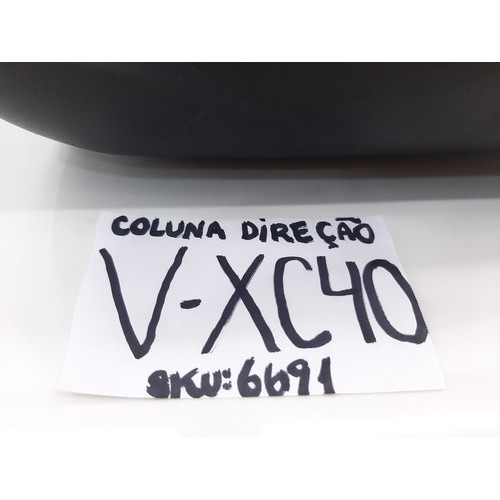 COLUNA DIREÇÃO
V-XC40
SKU:6691